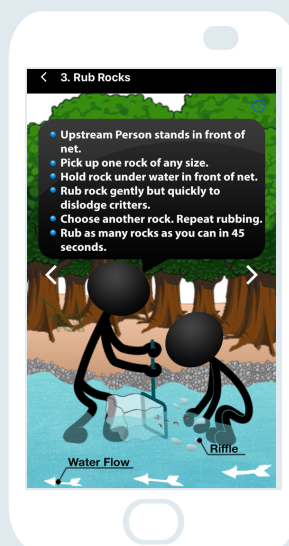 3. Rub Rocks
Upstream Person stands in front of
net.
Pick up one rock of any size.
Hold rock under water in front of net.
Rub rock gently but quickly to
dislodge critters.
Choose another rock. Repeat rubbing.
Rub as many rocks as you can in 45
seconds.
Riffle
Water Flow